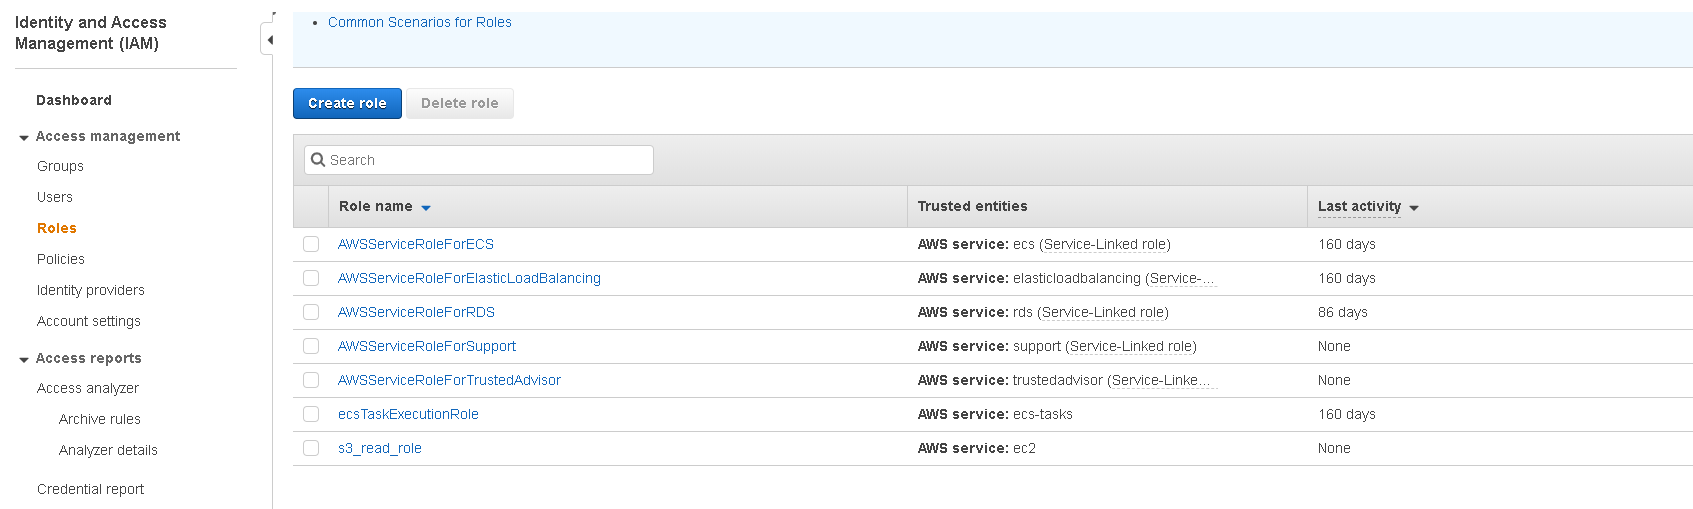 Identity and Access
Management (IAM)
Dashboard
Access management
Groups
Users
Roles
Policies
Identity providers
Account settings
Access reports
Access analyzer
Archive rules
Analyzer details
Credential report
Common Scenarios for Roles
Create role Delete role
Search
Role name Trusted entities Last activity
AWSServiceRoleForECS AWS service: ecs (Service-Linked role) 160 days
AWSServiceRoleForElasticLoadBalancing AWS service: elasticloadbalancing (Service-... 160 days
AWSServiceRoleForRDS AWS service: rds (Service-Linked role) 86 days
AWSServiceRoleForSupport AWS service: support (Service-Linked role) None
AWSServiceRoleForTrustedAdvisor AWS service: trustedadvisor (Service-Linke... None
ecsTaskExecutionRole AWS service: ecs-tasks 160 days
s3_read_role AWS service: ec2 None